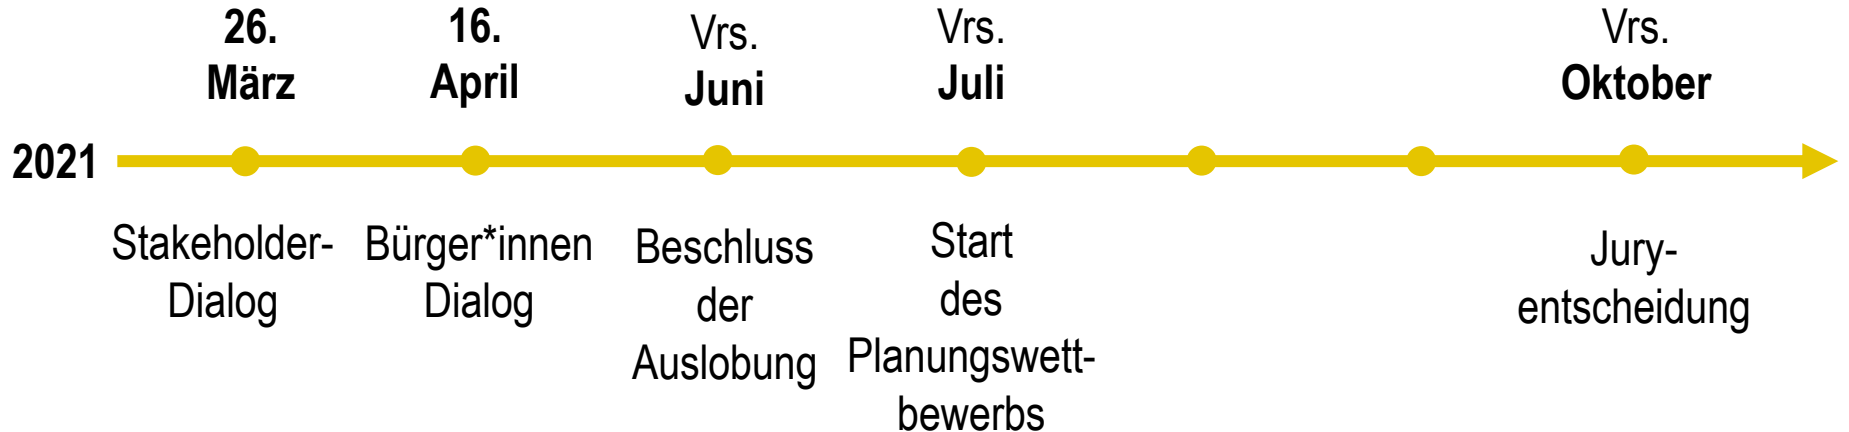 2021
26.
März
Stakeholder-
Dialog
16.
April
Bürger*innen
Dialog
Vrs.
Juni
Beschluss
der
Auslobung
Vrs.
Juli
Start
des
Planungswett-
bewerbs
Vrs.
Oktober
Jury-
entscheidung